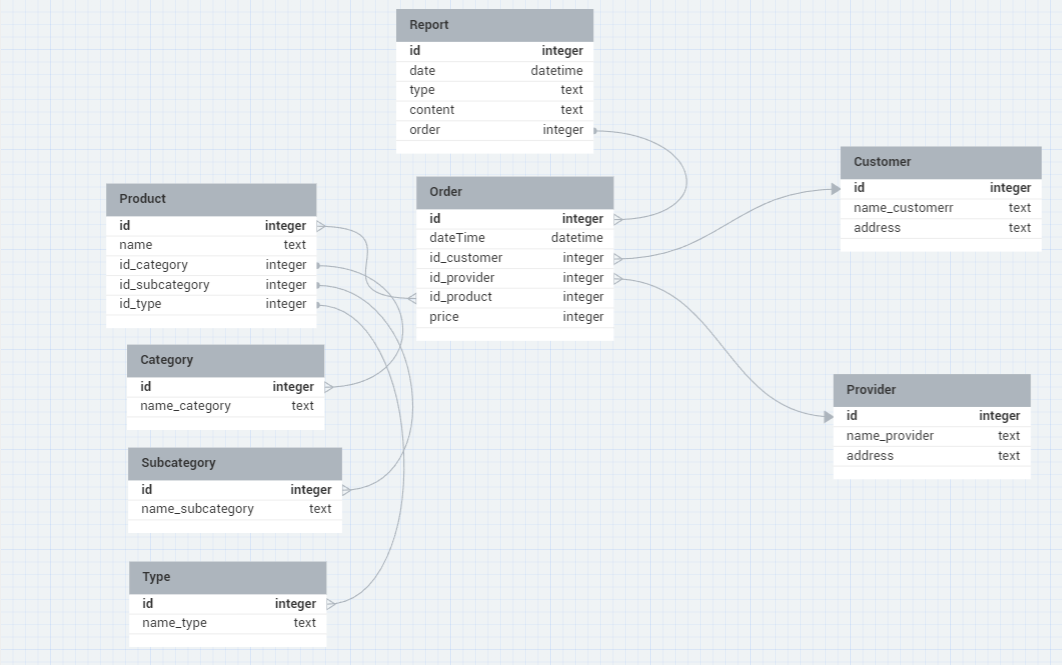 Report
id integer
date datetime
type text
content text
order integer
Customer
id integer
name_customerr text
address text
Product
id integer
name text
id_category integer
id_subcategory integer
id_type integer
Order
id integer
dateTime datetime
id_customer integer
id_provider integer
id_product integer
price integer
Category
id integer
name_category text
Provider
id integer
name_provider text
address text
Subcategory
id integer
name_subcategory text
Type
id integer
name_type text